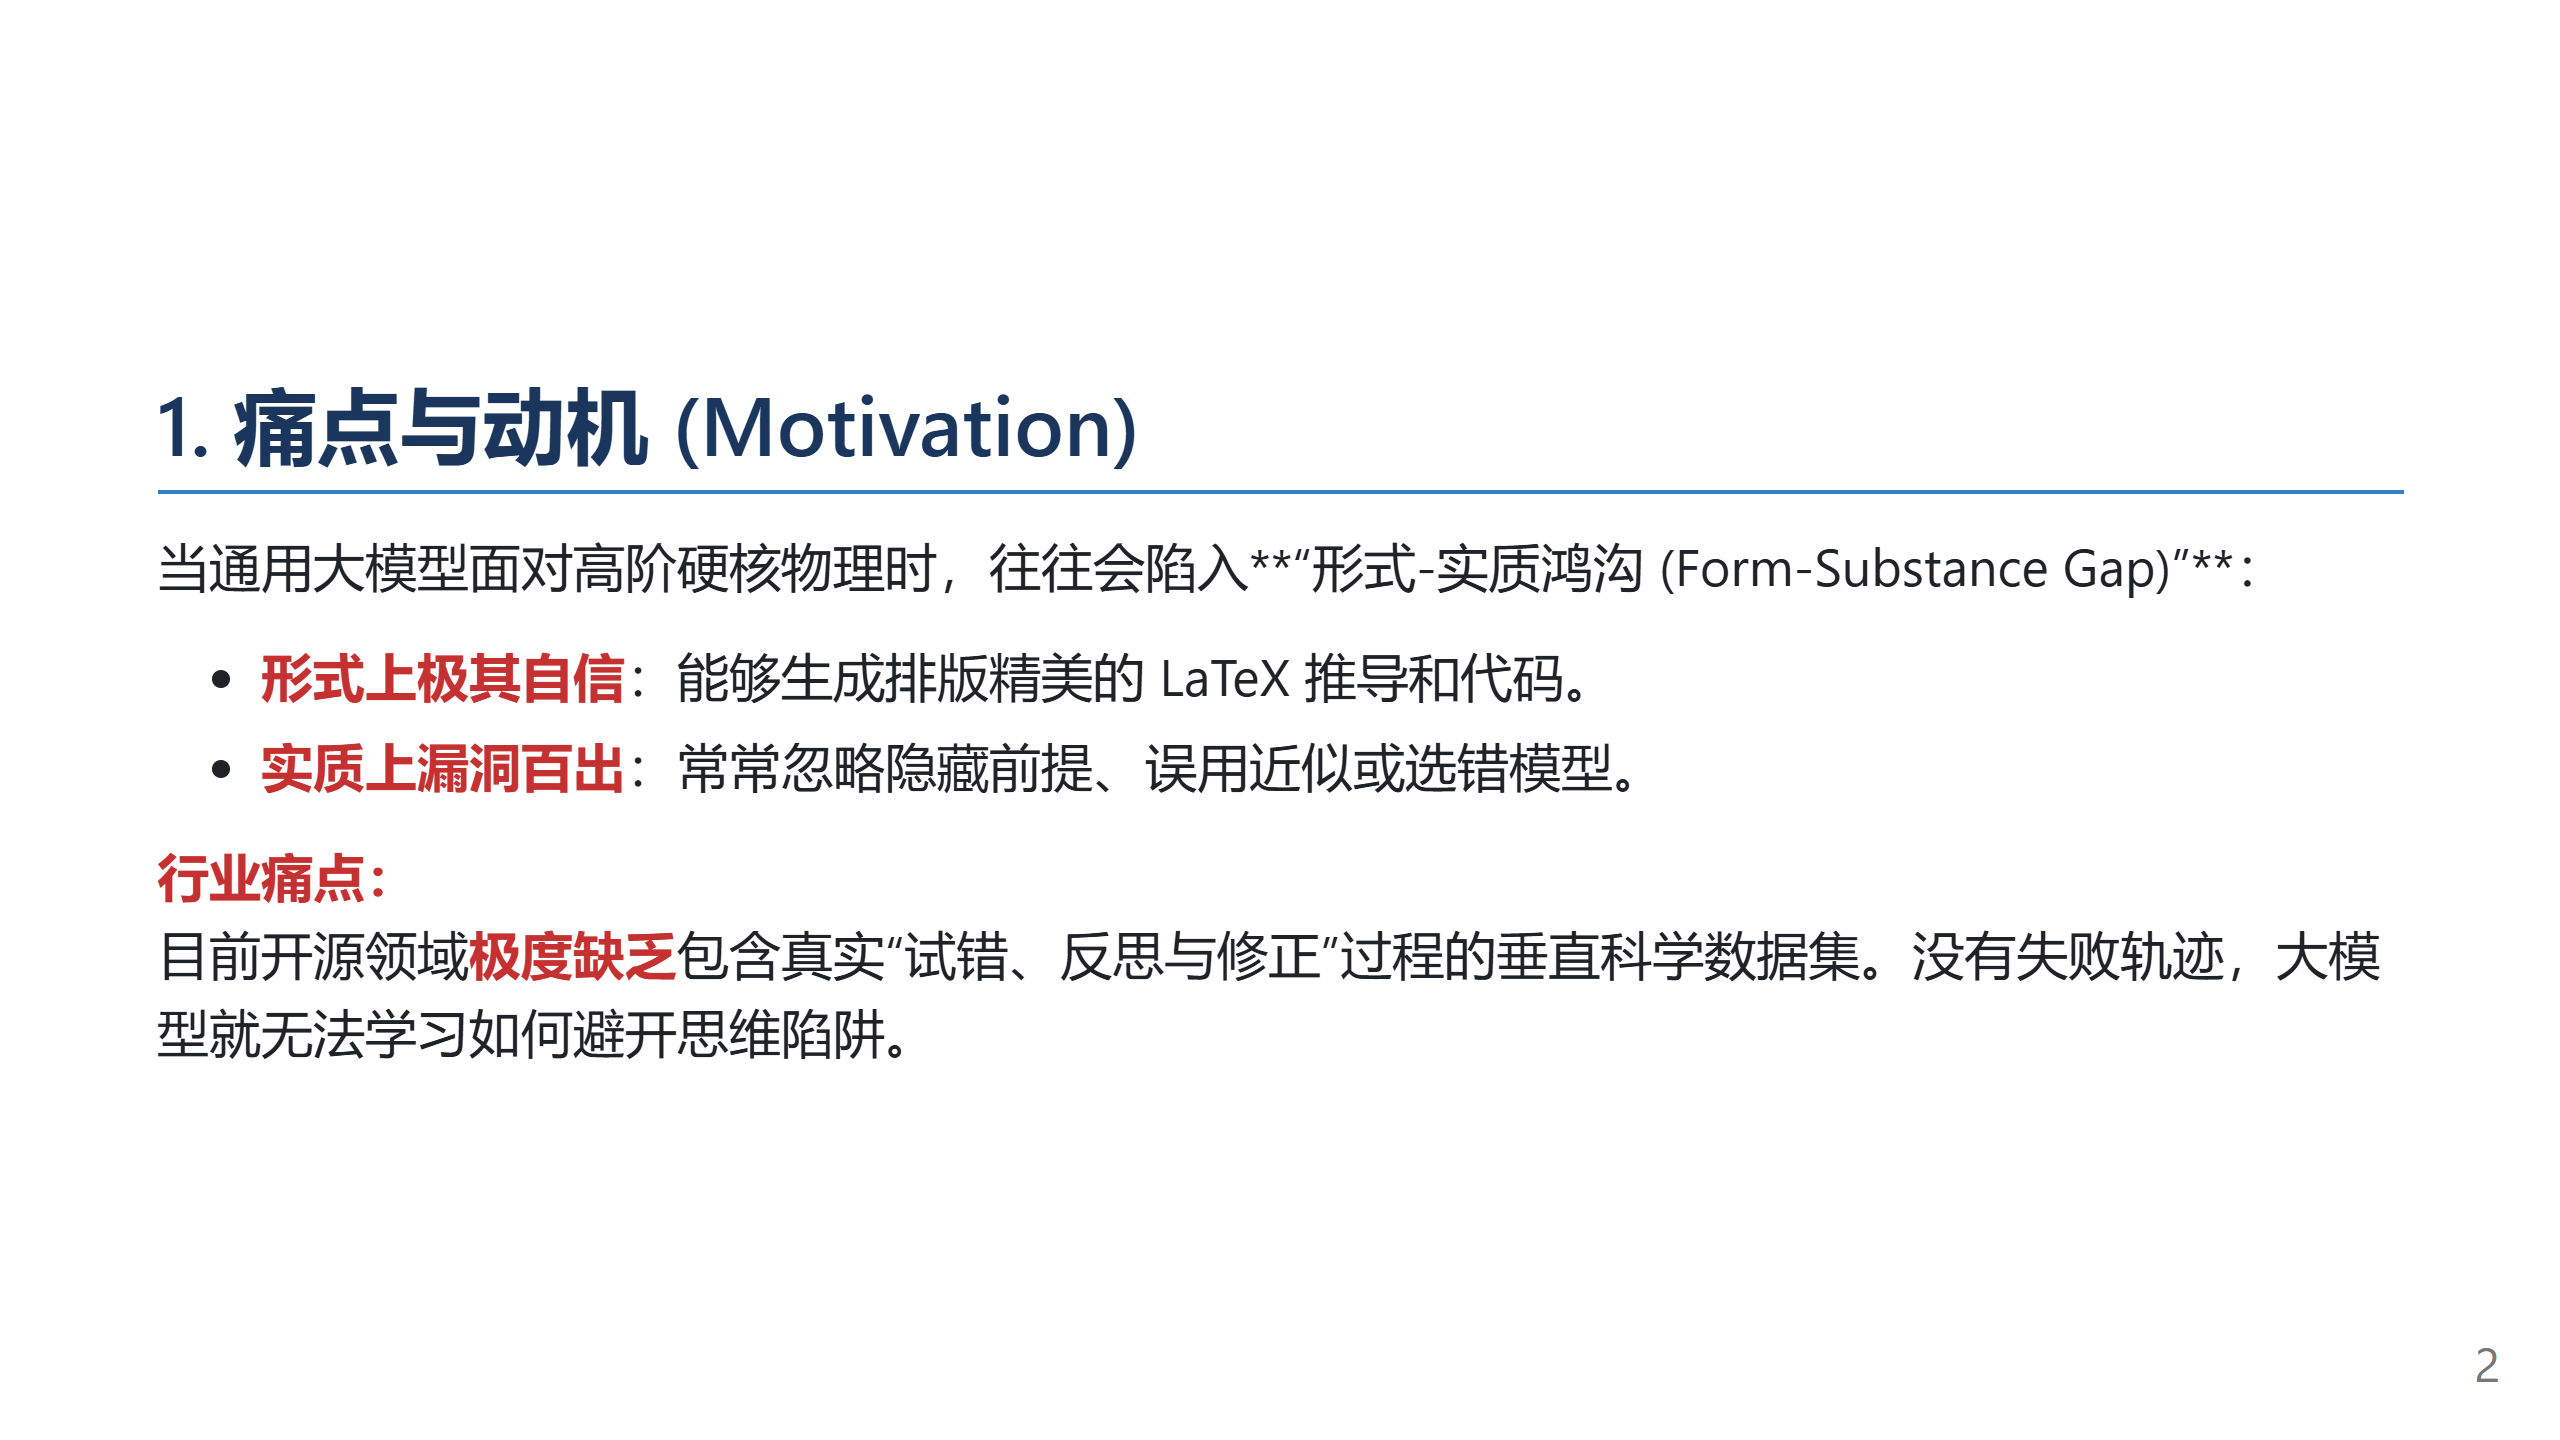 1. 痛点与动机 (Motivation)
当通用大模型面对高阶硬核物理时，往往会陷入**“形式-实质鸿沟 (Form-Substance Gap)”**：
• 形式上极其自信：能够生成排版精美的 LaTeX 推导和代码。
• 实质上漏洞百出：常常忽略隐藏前提、误用近似或选错模型。
行业痛点：
目前开源领域极度缺乏包含真实“试错、反思与修正”过程的垂直科学数据集。没有失败轨迹，大模
型就无法学习如何避开思维陷阱。
2